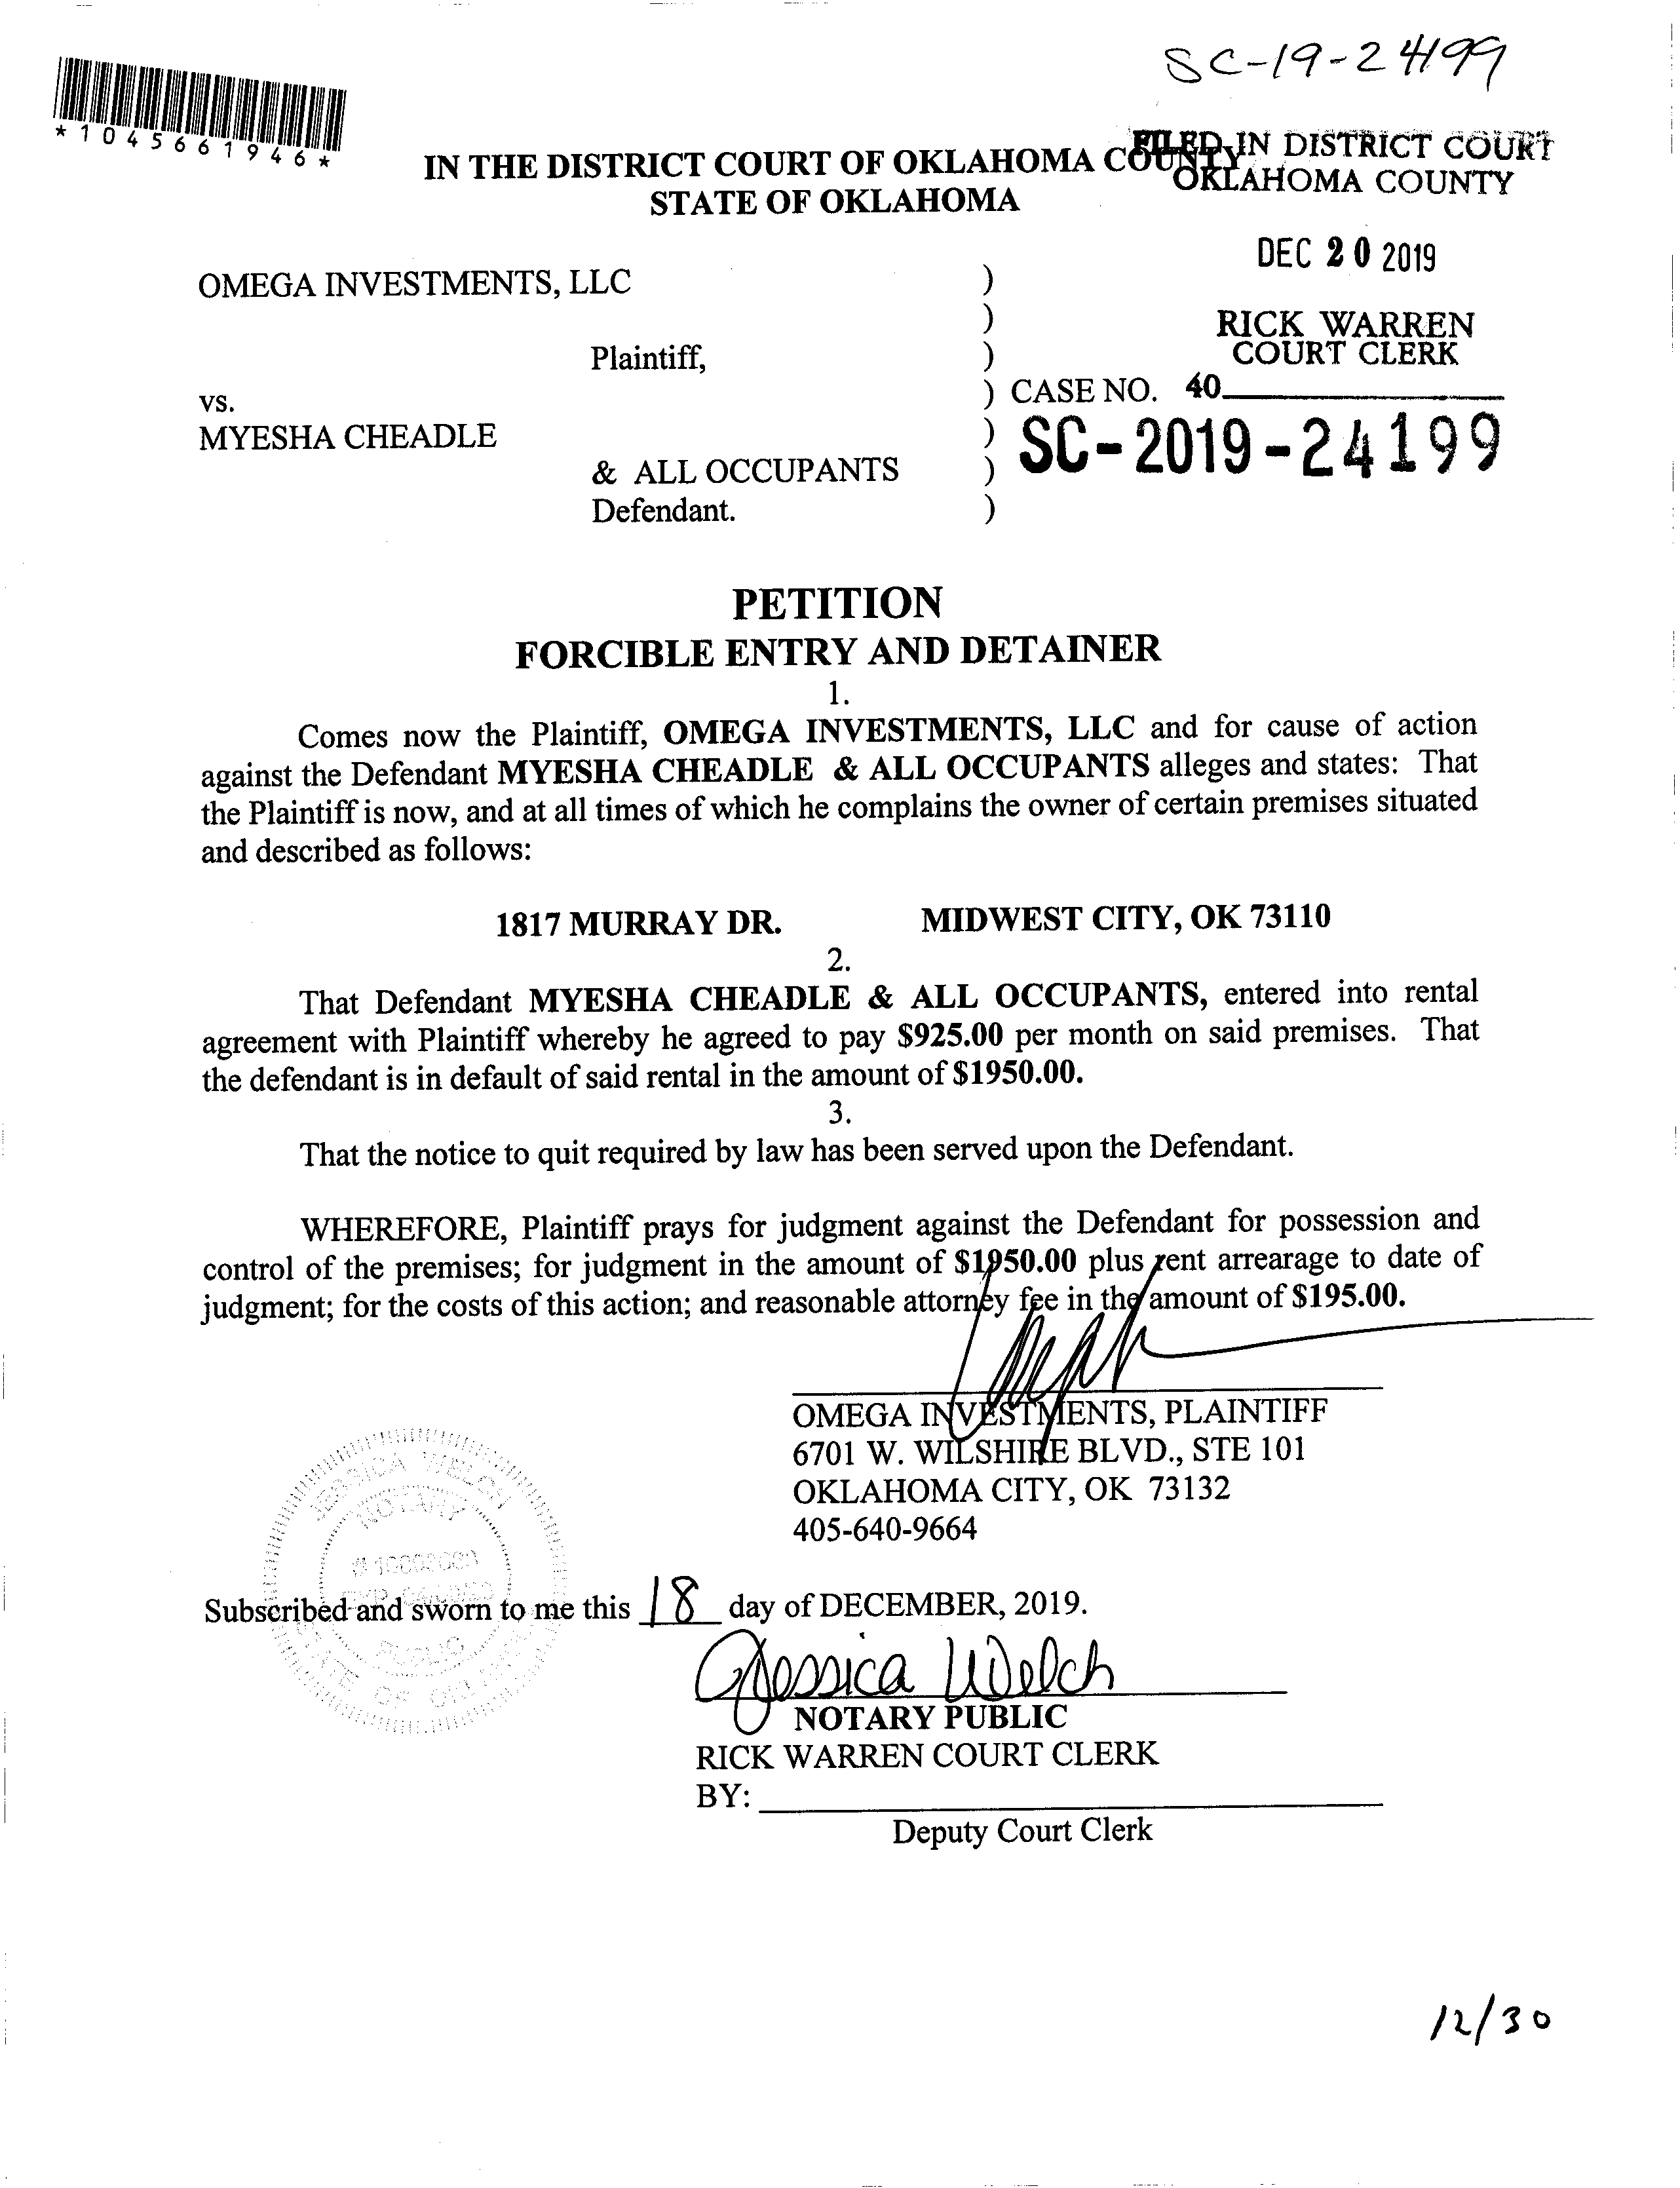 SC-19-24199
*1045661946*
IN THE DISTRICT COURT OF OKLAHOMA COUNTY
STATE OF OKLAHOMA
FILED IN DISTRICT COURT
OKLAHOMA COUNTY
DEC 20 2019
RICK WARREN
COURT CLERK
40
OMEGA INVESTMENTS, LLC )
)
Plaintiff, )
vs. ) CASE NO.
MYESHA CHEADLE ) SC-2019-24199
& ALL OCCUPANTS )
Defendant. )
PETITION
FORCIBLE ENTRY AND DETAINER
1.
Comes now the Plaintiff, OMEGA INVESTMENTS, LLC and for cause of action
against the Defendant MYESHA CHEADLE & ALL OCCUPANTS alleges and states: That
the Plaintiff is now, and at all times of which he complains the owner of certain premises situated
and described as follows:
1817 MURRAY DR. MIDWEST CITY, OK 73110
2.
That Defendant MYESHA CHEADLE & ALL OCCUPANTS, entered into rental
agreement with Plaintiff whereby he agreed to pay $925.00 per month on said premises. That
the defendant is in default of said rental in the amount of $1950.00.
3.
That the notice to quit required by law has been served upon the Defendant.
WHEREFORE, Plaintiff prays for judgment against the Defendant for possession and
control of the premises; for judgment in the amount of $1950.00 plus rent arrearage to date of
judgment; for the costs of this action; and reasonable attorney fee in the amount of $195.00.
OMEGA INVESTMENTS, PLAINTIFF
6701 W. WILSHIRE BLVD., STE 101
OKLAHOMA CITY, OK 73132
405-640-9664
JESSICA WELCH
NOTARY
PUBLIC
STATE OF
Subscribed and sworn to me this 18 day of DECEMBER, 2019.
Jessica Welch
NOTARY PUBLIC
RICK WARREN COURT CLERK
BY:
Deputy Court Clerk
12/30